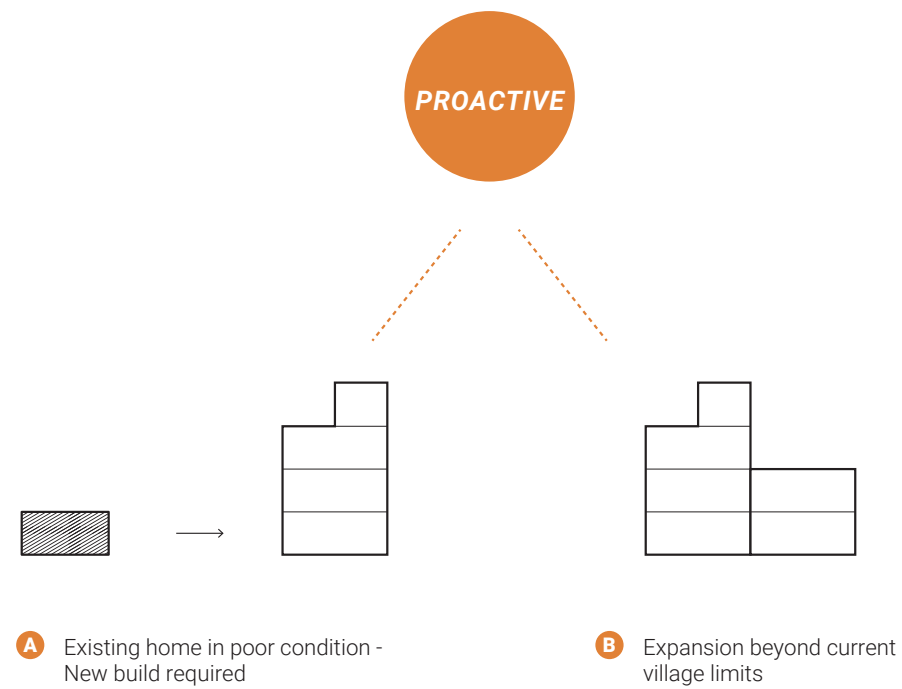 PROACTIVE
A Existing home in poor condition -
New build required
B Expansion beyond current
village limits